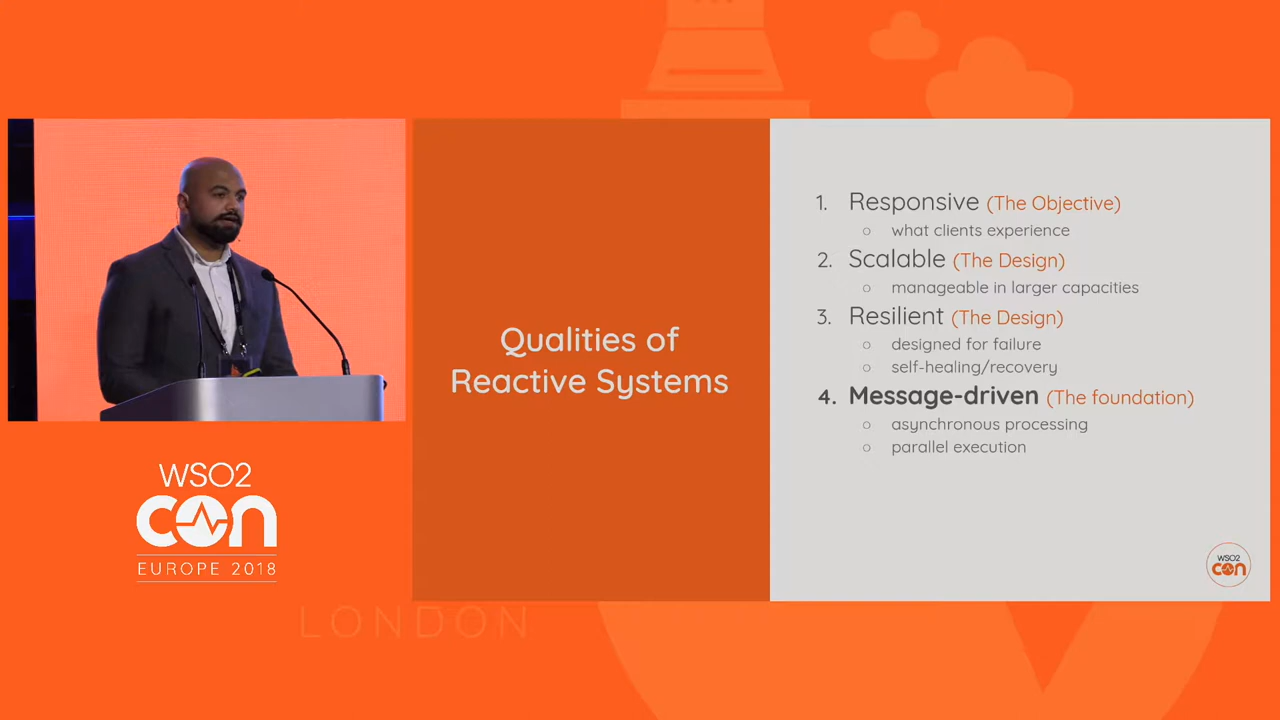 WSO2
con
EUROPE 2018
LONDON
Qualities of
Reactive Systems
1. Responsive (The Objective)
○ what clients experience
2. Scalable (The Design)
○ manageable in larger capacities
3. Resilient (The Design)
○ designed for failure
○ self-healing/recovery
4. Message-driven (The foundation)
○ asynchronous processing
○ parallel execution
WSO2
con